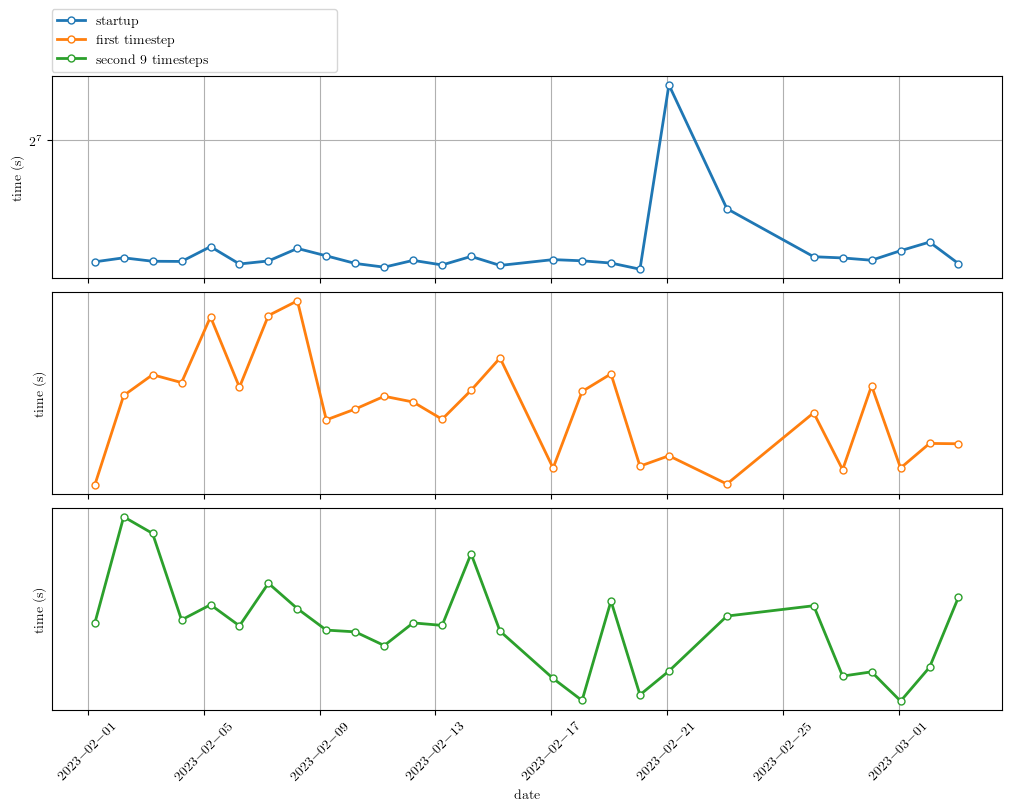 startup
first timestep
second 9 timesteps
2^7
time (s)
time (s)
time (s)
2023−02−01
2023−02−05
2023−02−09
2023−02−13
2023−02−17
2023−02−21
2023−02−25
2023−03−01
date